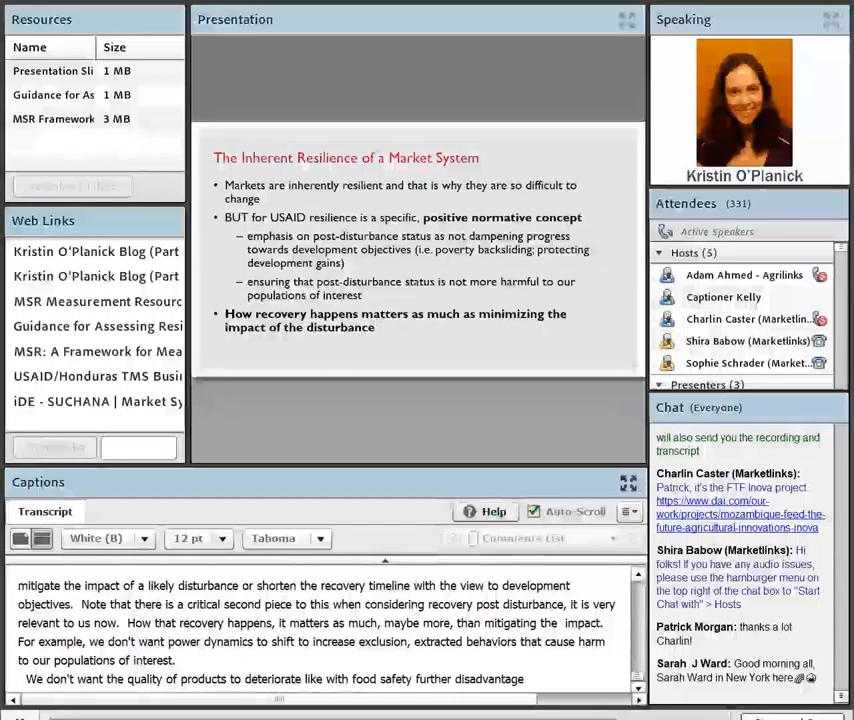 Resources
Name Size
Presentation Sli 1 MB
Guidance for As 1 MB
MSR Framework 3 MB
Web Links
Kristin O'Planick Blog (Part
Kristin O'Planick Blog (Part
MSR Measurement Resourc
Guidance for Assessing Resi
MSR: A Framework for Mea
USAID/Honduras TMS Busin
iDE - SUCHANA | Market Sy
Presentation
The Inherent Resilience of a Market System
• Markets are inherently resilient and that is why they are so difficult to
change
• BUT for USAID resilience is a specific, positive normative concept
– emphasis on post-disturbance status as not dampening progress
towards development objectives (i.e. poverty backsliding; protecting
development gains)
– ensuring that post-disturbance status is not more harmful to our
populations of interest
• How recovery happens matters as much as minimizing the
impact of the disturbance
Speaking
Kristin O'Planick
Attendees (331)
Active Speakers
Hosts (5)
Adam Ahmed - Agrilinks
Captioner Kelly
Charlin Caster (Marketlin...
Shira Babow (Marketlinks)
Sophie Schrader (Market...
Presenters (3)
Chat (Everyone)
will also send you the recording and
transcript
Charlin Caster (Marketlinks):
Patrick, it's the FTF Inova project
https://www.dai.com/our-
work/projects/mozambique-feed-the-
future-agricultural-innovations-inova
Shira Babow (Marketlinks): Hi
folks! If you have any audio issues,
please use the hamburger menu on
the top right of the chat box to "Start
Chat with" > Hosts
Patrick Morgan: thanks a lot
Charlin!
Sarah J Ward: Good morning all,
Sarah Ward in New York here
Captions
Transcript
Help
Auto-Scroll
White (B) 12 pt Tahoma
Comments List
mitigate the impact of a likely disturbance or shorten the recovery timeline with the view to development
objectives. Note that there is a critical second piece to this when considering recovery post disturbance, it is very
relevant to us now. How that recovery happens, it matters as much, maybe more, than mitigating the impact.
For example, we don't want power dynamics to shift to increase exclusion, extracted behaviors that cause harm
to our populations of interest.
We don't want the quality of products to deteriorate like with food safety further disadvantage